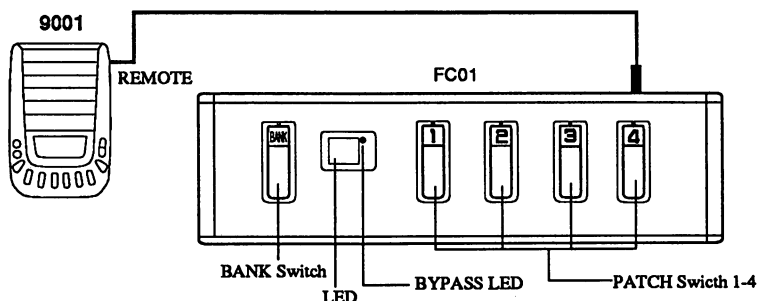 9001
REMOTE
FC01
BANK
1
2
3
4
BANK Switch
LED
BYPASS LED
PATCH Swicth 1-4